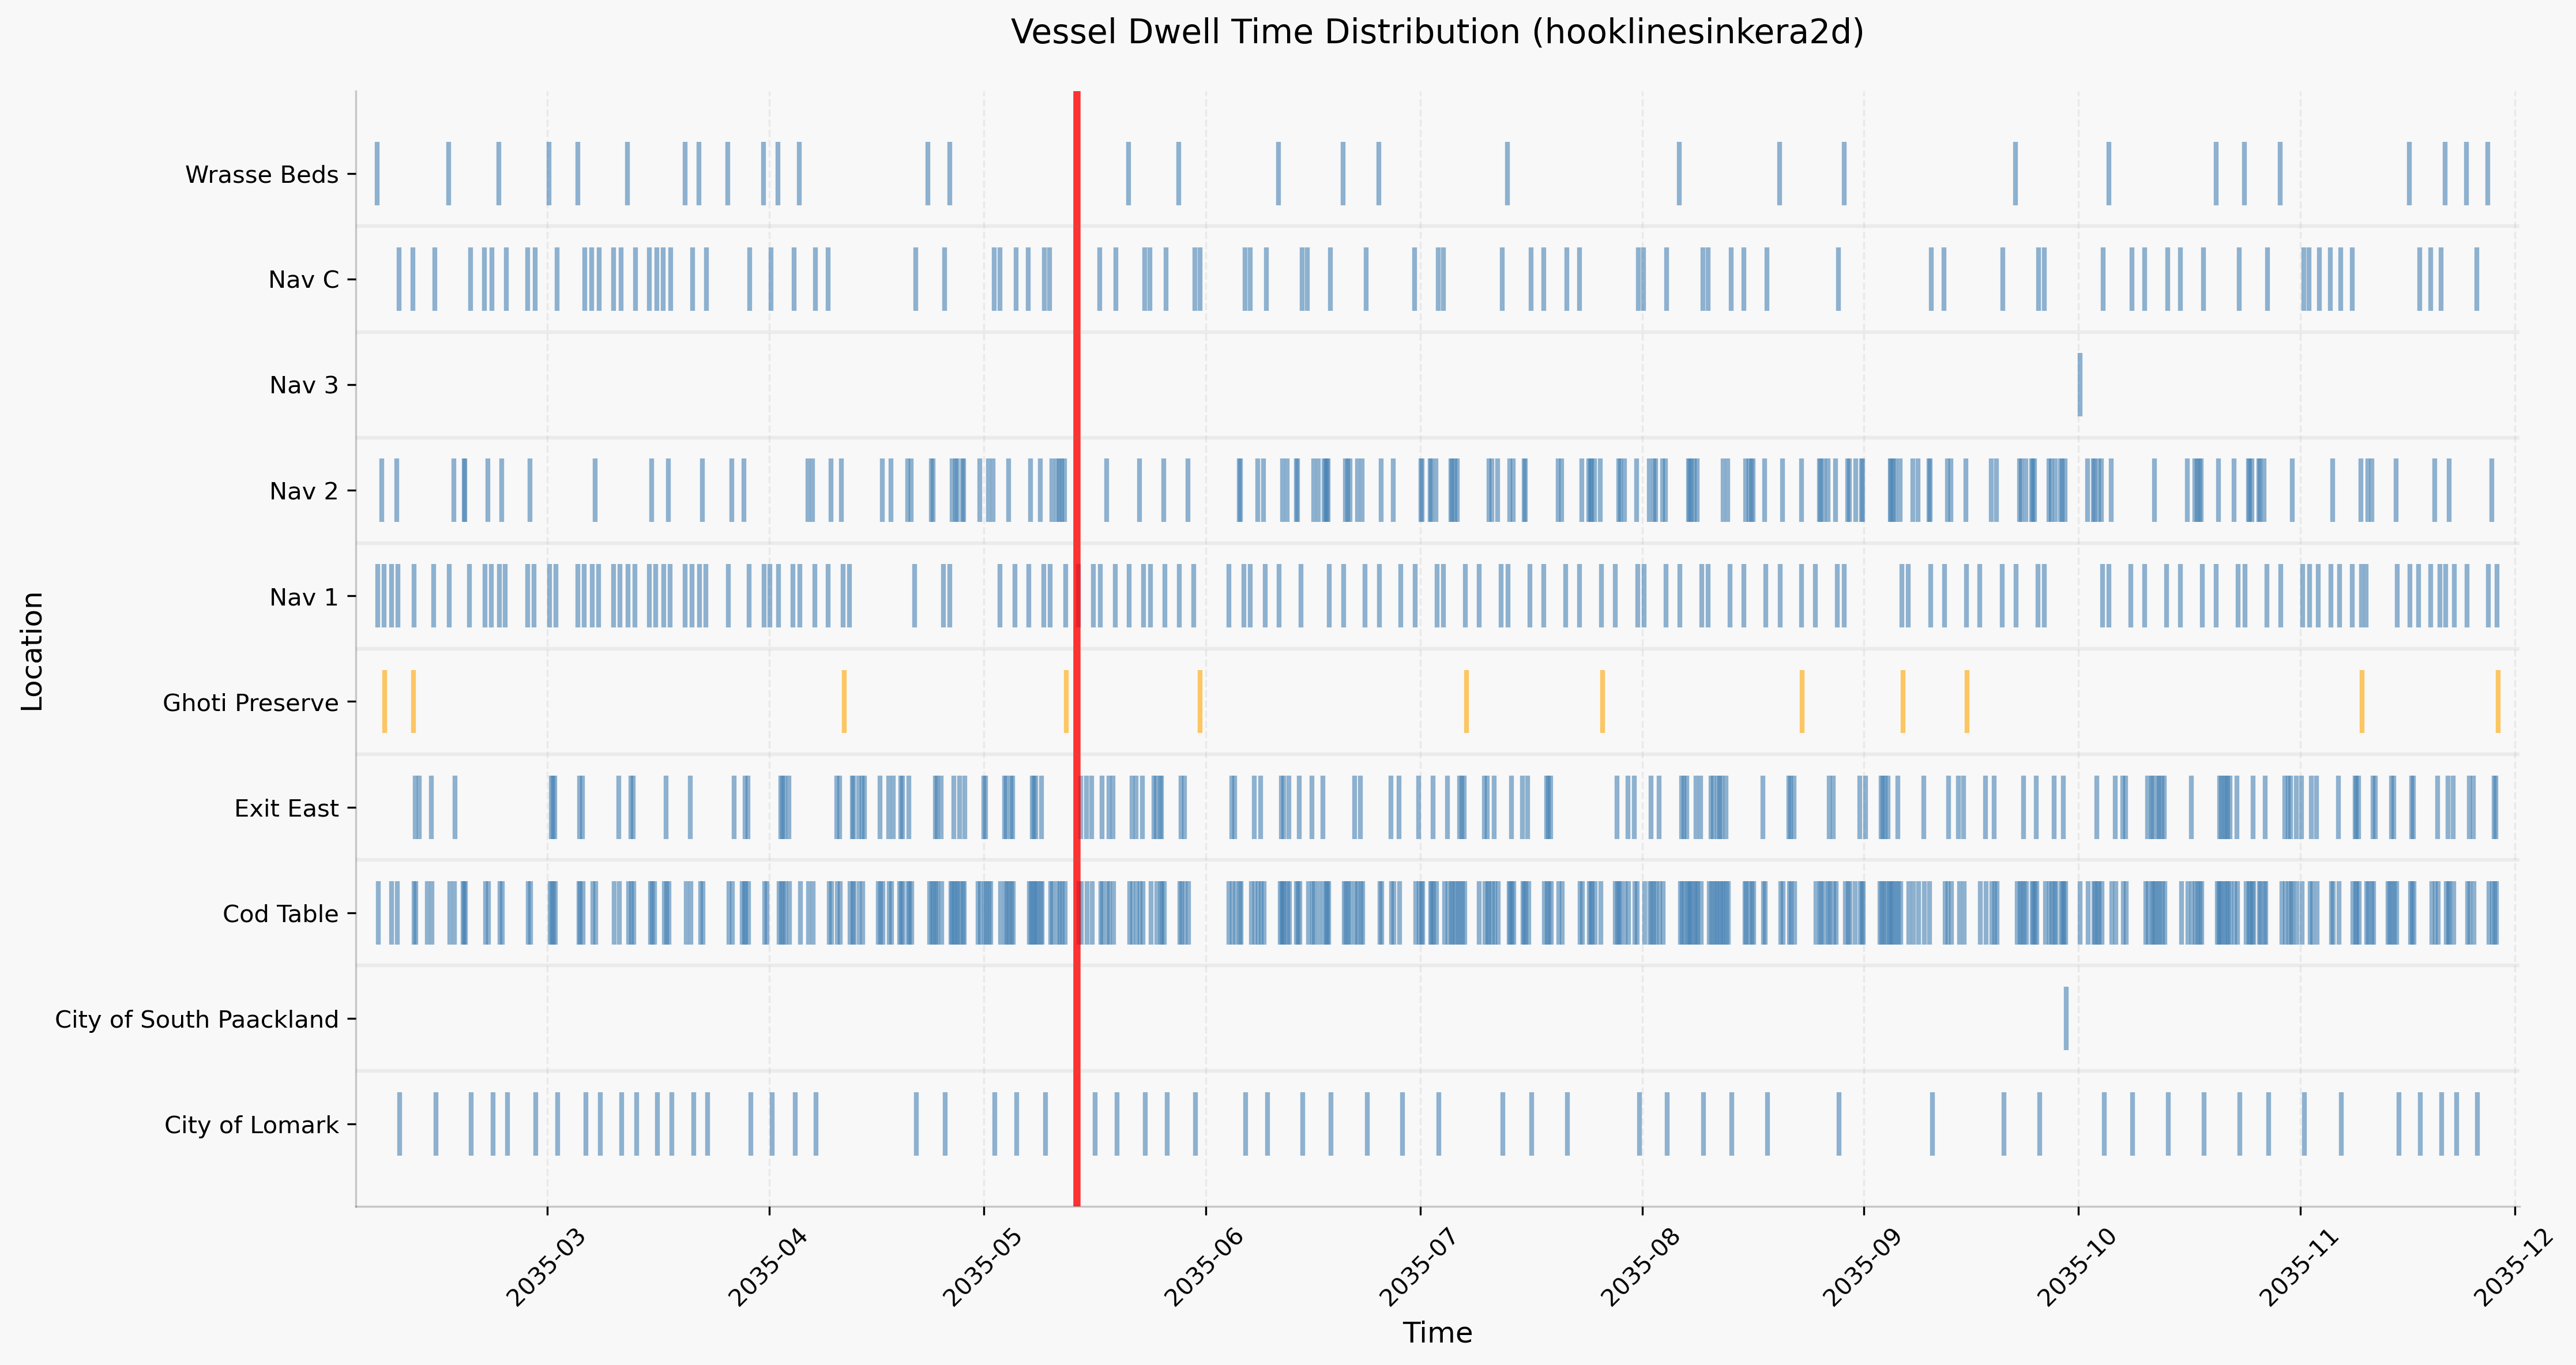 Vessel Dwell Time Distribution (hooklinesinkera2d)
Location
Wrasse Beds
Nav C
Nav 3
Nav 2
Nav 1
Ghoti Preserve
Exit East
Cod Table
City of South Paackland
City of Lomark
2035-03
2035-04
2035-05
2035-06
2035-07
2035-08
2035-09
2035-10
2035-11
2035-12
Time